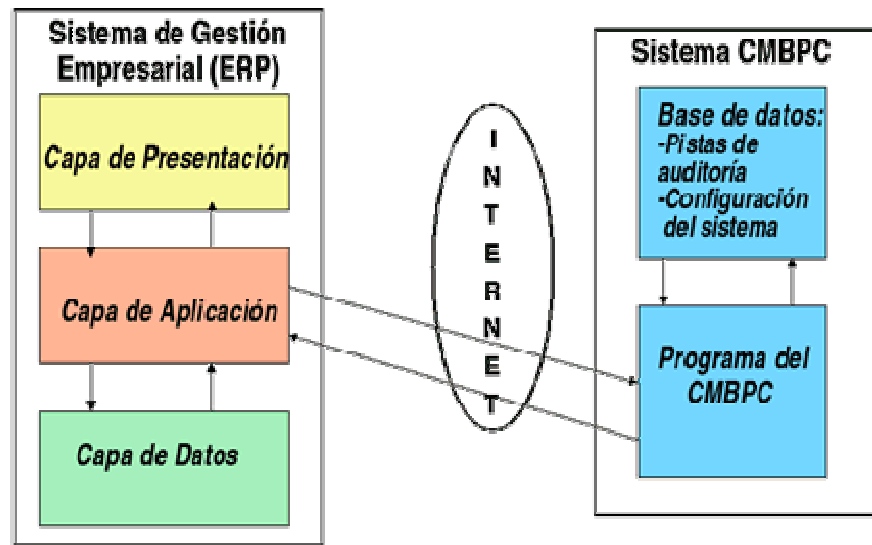 Sistema de Gestión
Empresarial (ERP)
Capa de Presentación
Capa de Aplicación
Capa de Datos
INTERNET
Sistema CMBPC
Base de datos:
-Pistas de
auditoría
-Configuración
del sistema
Programa del
CMBPC